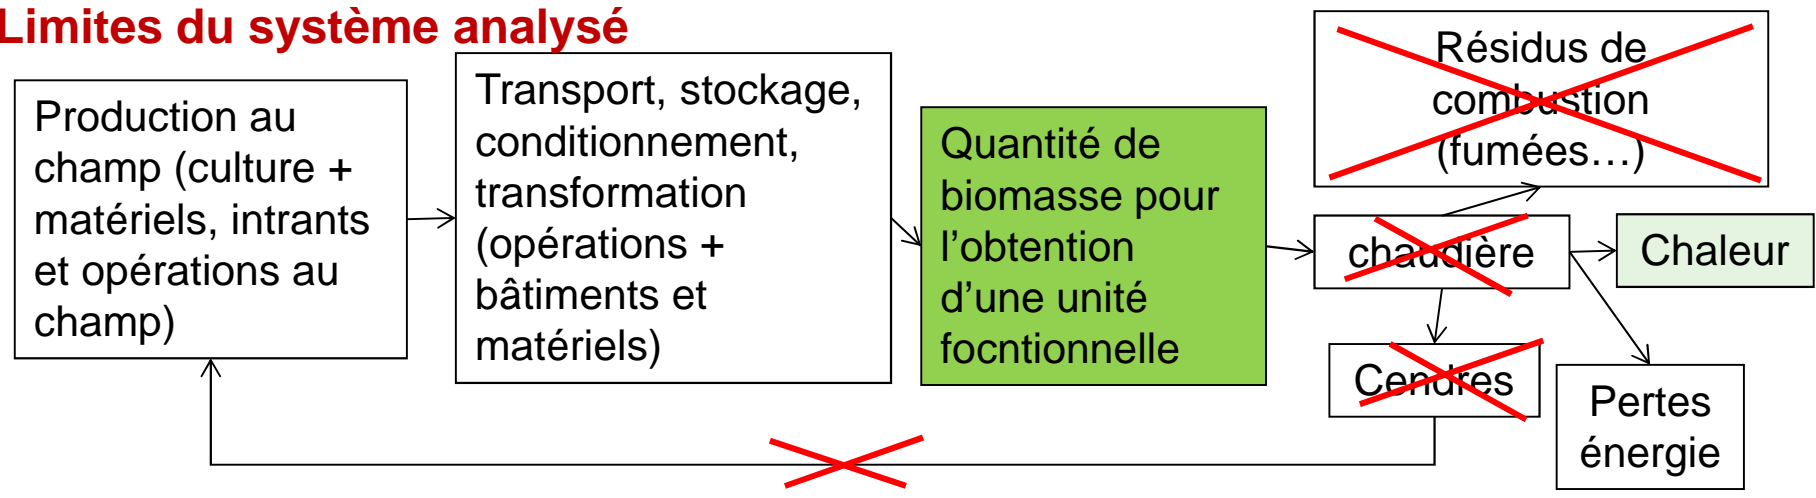 Limites du système analysé
Production au
champ (culture +
matériels, intrants
et opérations au
champ)
Transport, stockage,
conditionnement,
transformation
(opérations +
bâtiments et
matériels)
Quantité de
biomasse pour
l’obtention
d’une unité
focntionnelle
Résidus de
combustion
(fumées…)
chaudière
Chaleur
Cendres
Pertes
énergie